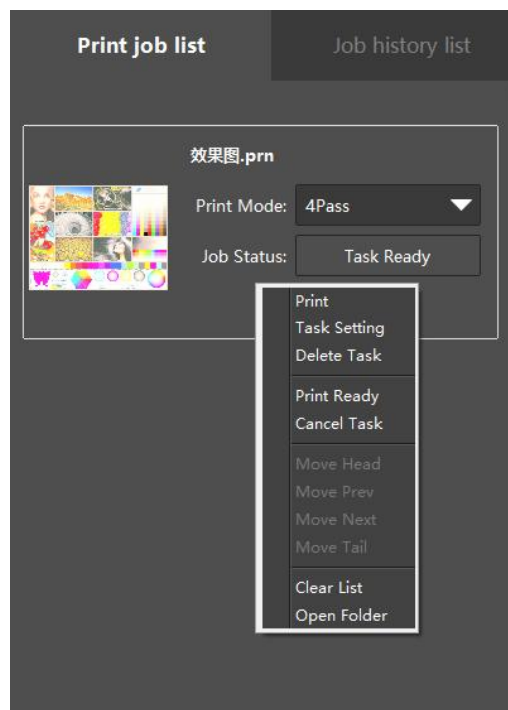 Print job list
Job history list
效果图.prn
Print Mode: 4Pass
Job Status: Task Ready
Print
Task Setting
Delete Task
Print Ready
Cancel Task
Move Head
Move Prev
Move Next
Move Tail
Clear List
Open Folder